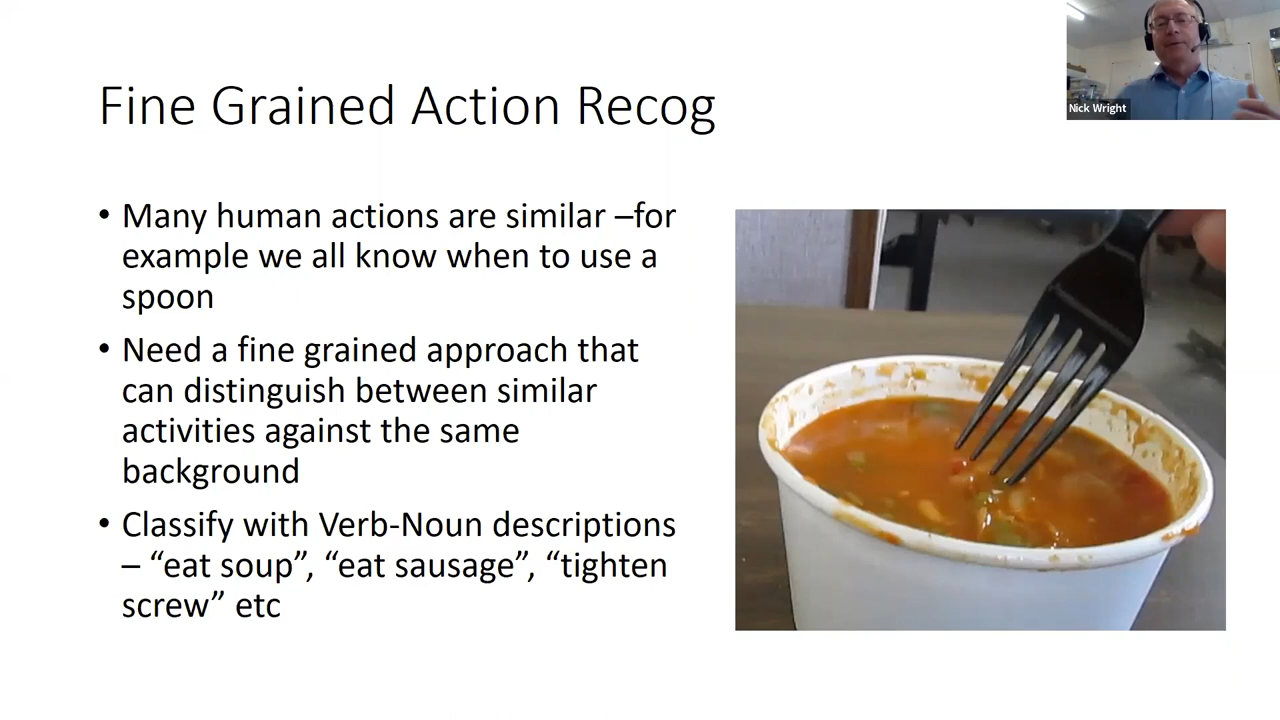 Fine Grained Action Recog
Nick Wright
• Many human actions are similar –for
example we all know when to use a
spoon
• Need a fine grained approach that
can distinguish between similar
activities against the same
background
• Classify with Verb-Noun descriptions
– “eat soup”, “eat sausage”, “tighten
screw” etc